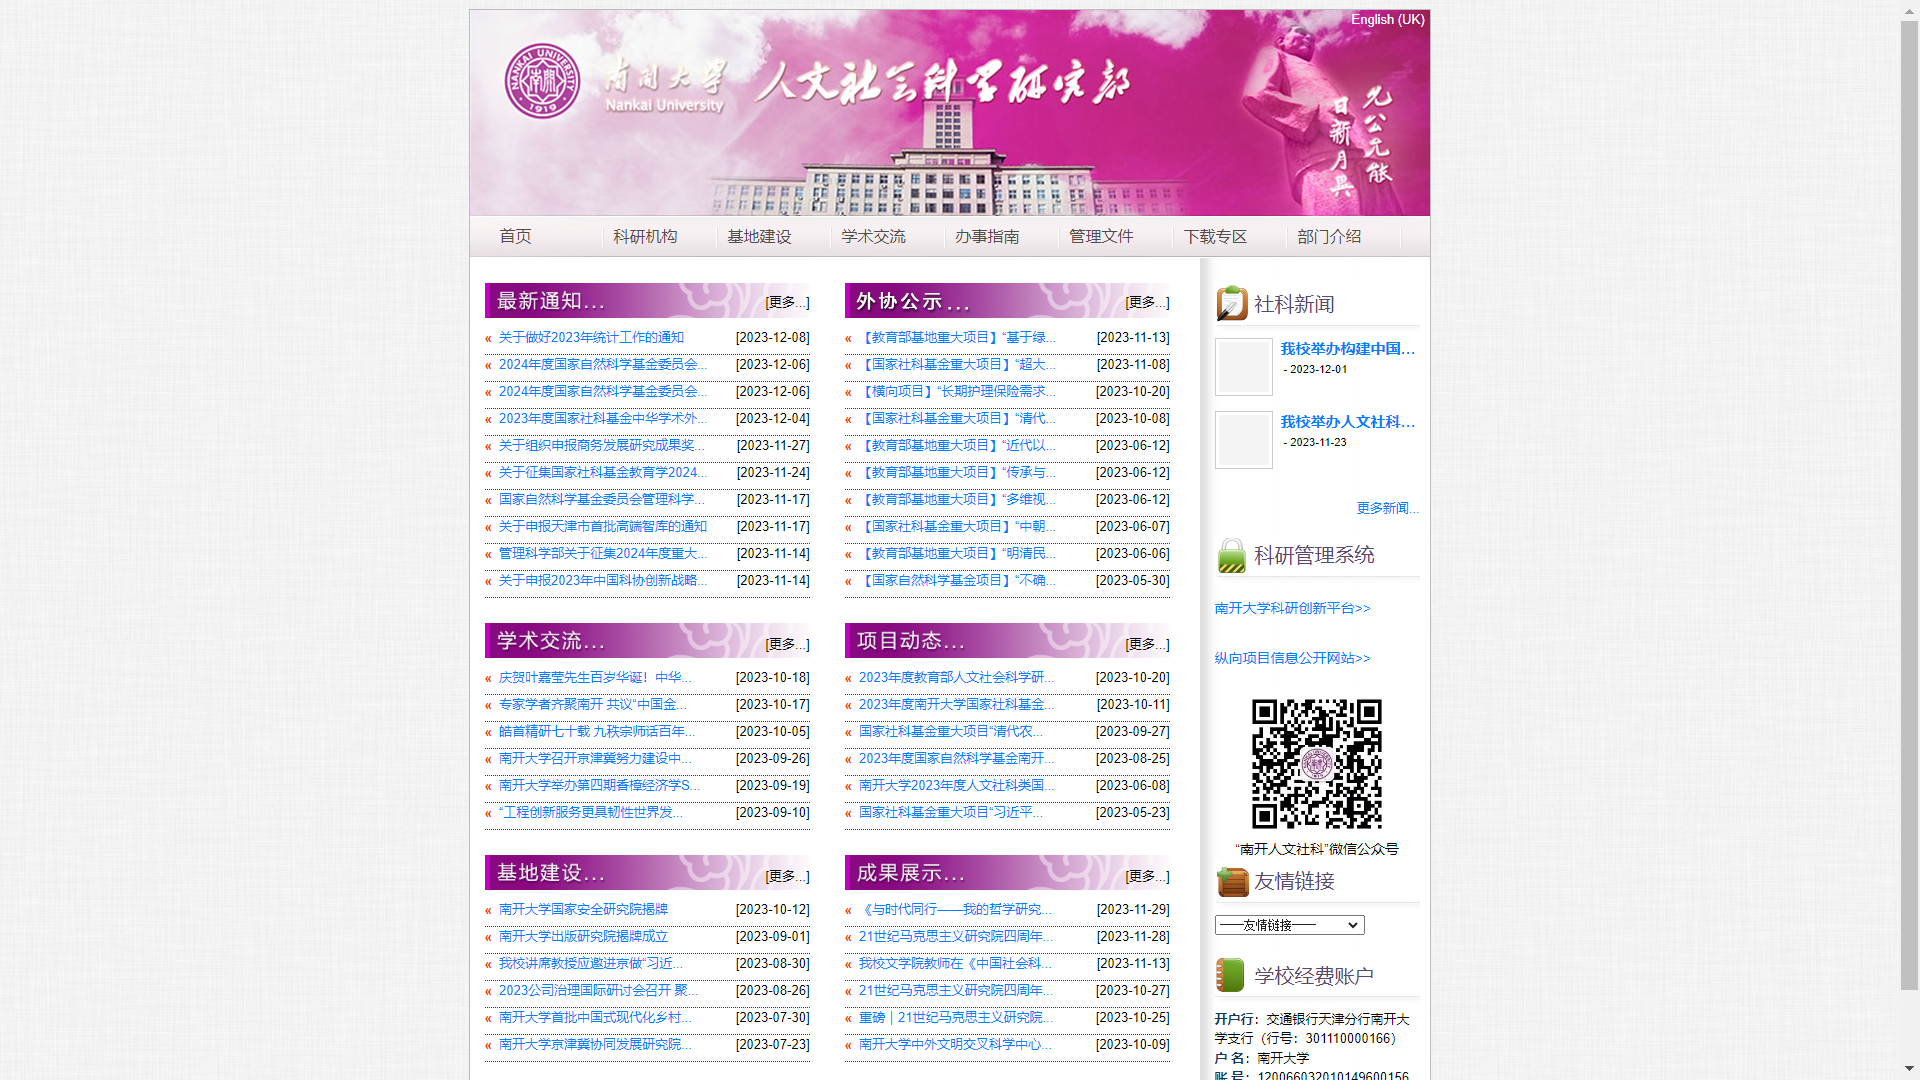 English (UK)
NANKAI UNIVERSITY
1919
南開大學
Nankai University
人文社会科学研究部
允公允能
日新月異
首页 科研机构 基地建设 学术交流 办事指南 管理文件 下载专区 部门介绍
最新通知... [更多...]
« 关于做好2023年统计工作的通知 [2023-12-08]
« 2024年度国家自然科学基金委员会... [2023-12-06]
« 2024年度国家自然科学基金委员会... [2023-12-06]
« 2023年度国家社科基金中华学术外... [2023-12-04]
« 关于组织申报商务发展研究成果奖... [2023-11-27]
« 关于征集国家社科基金教育学2024... [2023-11-24]
« 国家自然科学基金委员会管理科学... [2023-11-17]
« 关于申报天津市首批高端智库的通知 [2023-11-17]
« 管理科学部关于征集2024年度重大... [2023-11-14]
« 关于申报2023年中国科协创新战略... [2023-11-14]
外协公示... [更多...]
« 【教育部基地重大项目】“基于绿... [2023-11-13]
« 【国家社科基金重大项目】“超大... [2023-11-08]
« 【横向项目】“长期护理保险需求... [2023-10-20]
« 【国家社科基金重大项目】“清代... [2023-10-08]
« 【教育部基地重大项目】“近代以... [2023-06-12]
« 【教育部基地重大项目】“传承与... [2023-06-12]
« 【教育部基地重大项目】“多维视... [2023-06-12]
« 【国家社科基金重大项目】“中朝... [2023-06-07]
« 【教育部基地重大项目】“明清民... [2023-06-06]
« 【国家自然科学基金项目】“不确... [2023-05-30]
学术交流... [更多...]
« 庆贺叶嘉莹先生百岁华诞！中华... [2023-10-18]
« 专家学者齐聚南开 共议“中国金... [2023-10-17]
« 皓首精研七十载 九秩宗师话百年... [2023-10-05]
« 南开大学召开京津冀努力建设中... [2023-09-26]
« 南开大学举办第四期香樟经济学S... [2023-09-19]
« “工程创新服务更具韧性世界发... [2023-09-10]
项目动态... [更多...]
« 2023年度教育部人文社会科学研... [2023-10-20]
« 2023年度南开大学国家社科基金... [2023-10-11]
« 国家社科基金重大项目“清代农... [2023-09-27]
« 2023年度国家自然科学基金南开... [2023-08-25]
« 南开大学2023年度人文社科类国... [2023-06-08]
« 国家社科基金重大项目“习近平... [2023-05-23]
基地建设... [更多...]
« 南开大学国家安全研究院揭牌 [2023-10-12]
« 南开大学出版研究院揭牌成立 [2023-09-01]
« 我校讲席教授应邀进京做“习近... [2023-08-30]
« 2023公司治理国际研讨会召开 聚... [2023-08-26]
« 南开大学首批中国式现代化乡村... [2023-07-30]
« 南开大学京津冀协同发展研究院... [2023-07-23]
成果展示... [更多...]
« 《与时代同行——我的哲学研究... [2023-11-29]
« 21世纪马克思主义研究院四周年... [2023-11-28]
« 我校文学院教师在《中国社会科... [2023-11-13]
« 21世纪马克思主义研究院四周年... [2023-10-27]
« 重磅｜21世纪马克思主义研究院... [2023-10-25]
« 南开大学中外文明交叉科学中心... [2023-10-09]
社科新闻
我校举办构建中国...
- 2023-12-01
我校举办人文社科...
- 2023-11-23
更多新闻...
科研管理系统
南开大学科研创新平台>>
纵向项目信息公开网站>>
“南开人文社科”微信公众号
友情链接
——友情链接——
学校经费账户
开户行：交通银行天津分行南开大
学支行（行号：301110000166）
户 名：南开大学
账 号：120066032010149600156